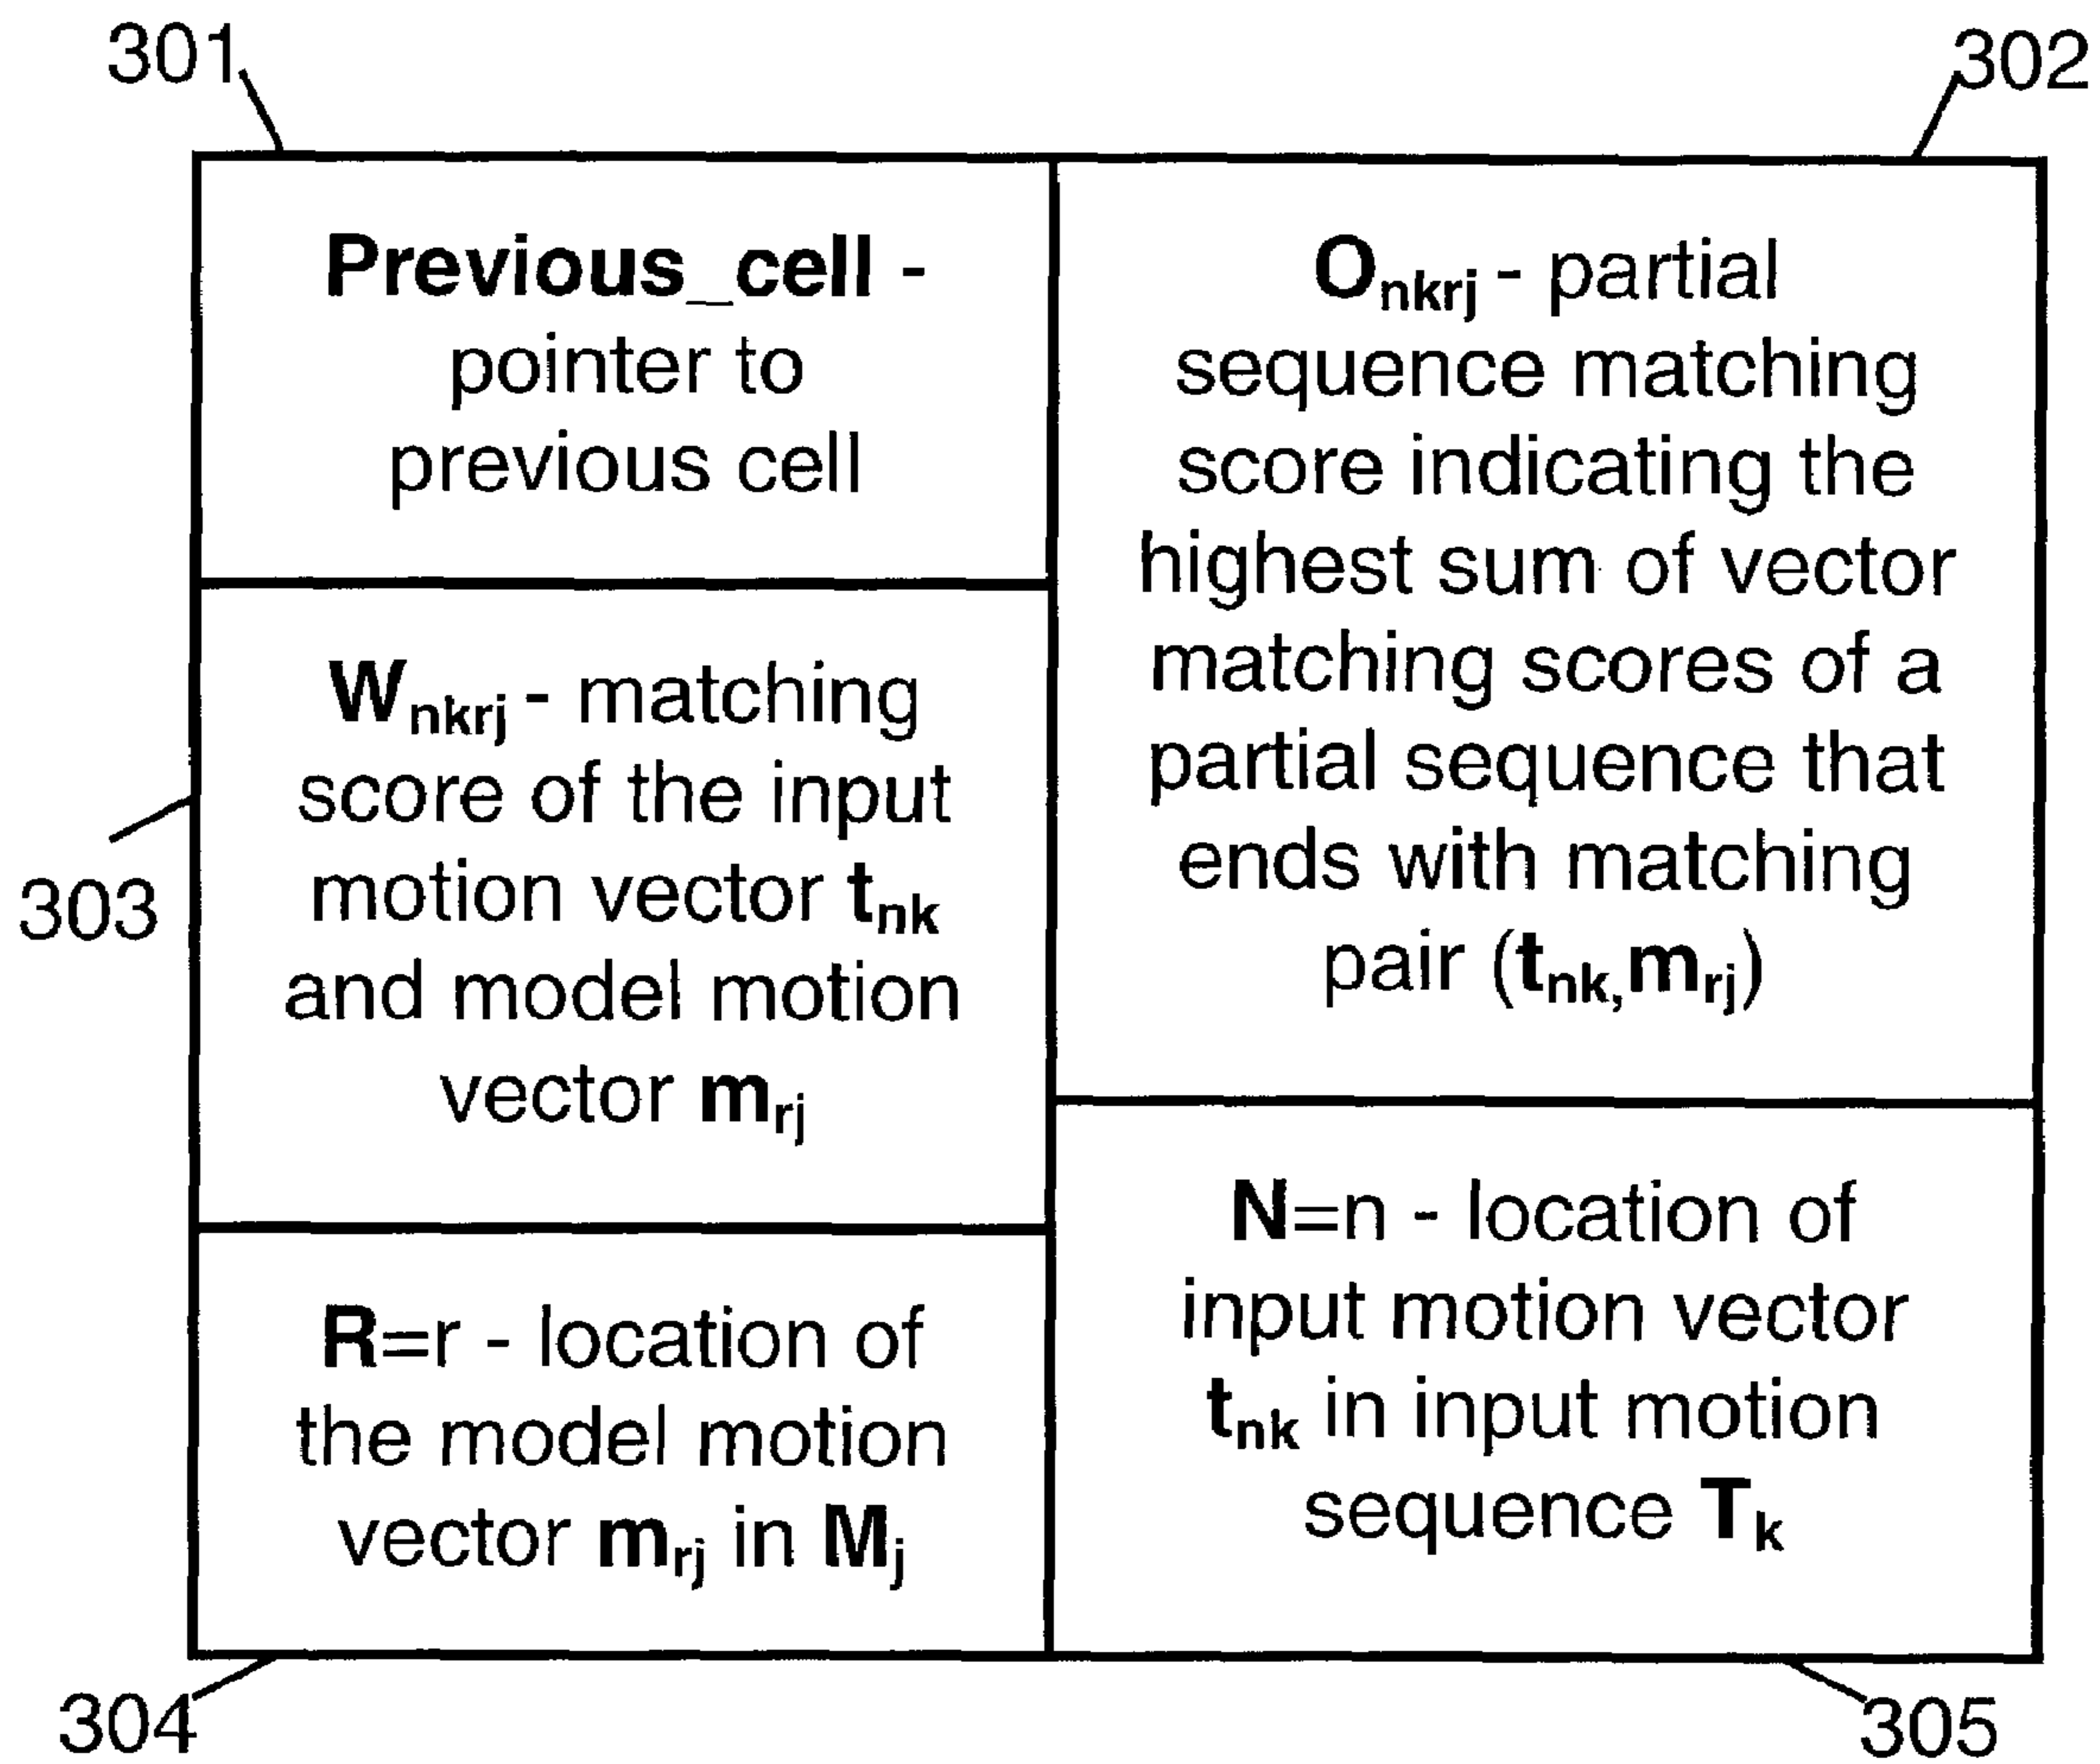 301
302
Previous_cell -
pointer to
previous cell
Onkrj - partial
sequence matching
score indicating the
highest sum of vector
matching scores of a
partial sequence that
ends with matching
pair (tnk,mrj)
303
Wnkrj - matching
score of the input
motion vector tnk
and model motion
vector mrj
R=r - location of
the model motion
vector mrj in Mj
N=n - location of
input motion vector
tnk in input motion
sequence Tk
304
305